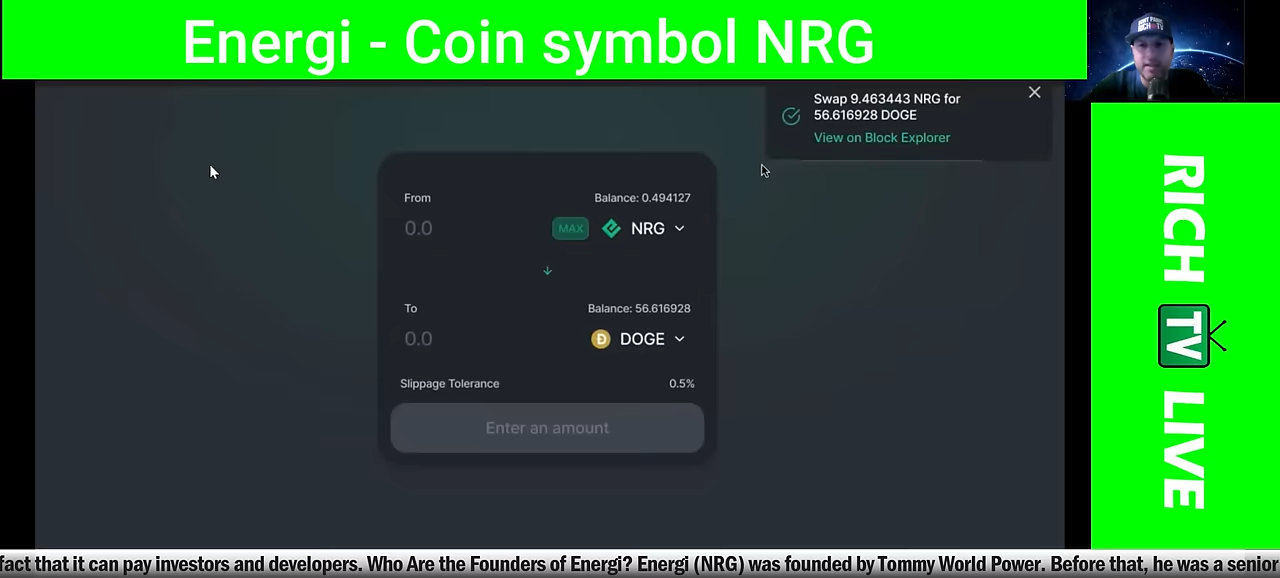 Energi - Coin symbol NRG
RICH TV
Swap 9.463443 NRG for
56.616928 DOGE
View on Block Explorer
From
Balance: 0.494127
0.0
MAX
NRG
To
Balance: 56.616928
0.0
DOGE
Slippage Tolerance
0.5%
Enter an amount
RICH
TV
LIVE
fact that it can pay investors and developers. Who Are the Founders of Energi? Energi (NRG) was founded by Tommy World Power. Before that, he was a senior